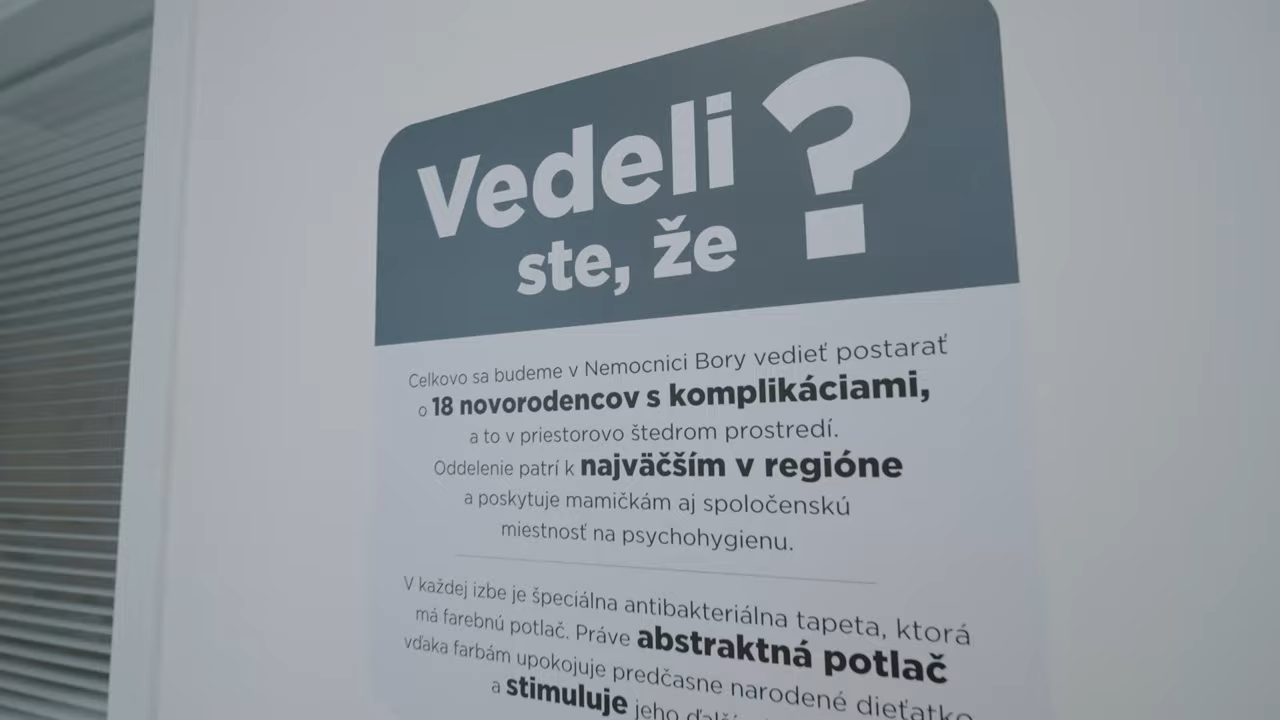 Vedeli
ste, že ?
Celkovo sa budeme v Nemocnici Bory vedieť postarať
o 18 novorodencov s komplikáciami,
a to v priestorovo štedrom prostredí.
Oddelenie patrí k najväčším v regióne
a poskytuje mamičkám aj spoločenskú
miestnosť na psychohygienu.
V každej izbe je špeciálna antibakteriálna tapeta, ktorá
má farebnú potlač. Práve abstraktná potlač
vďaka farbám upokojuje predčasne narodené dieťatko
a stimuluje jeho